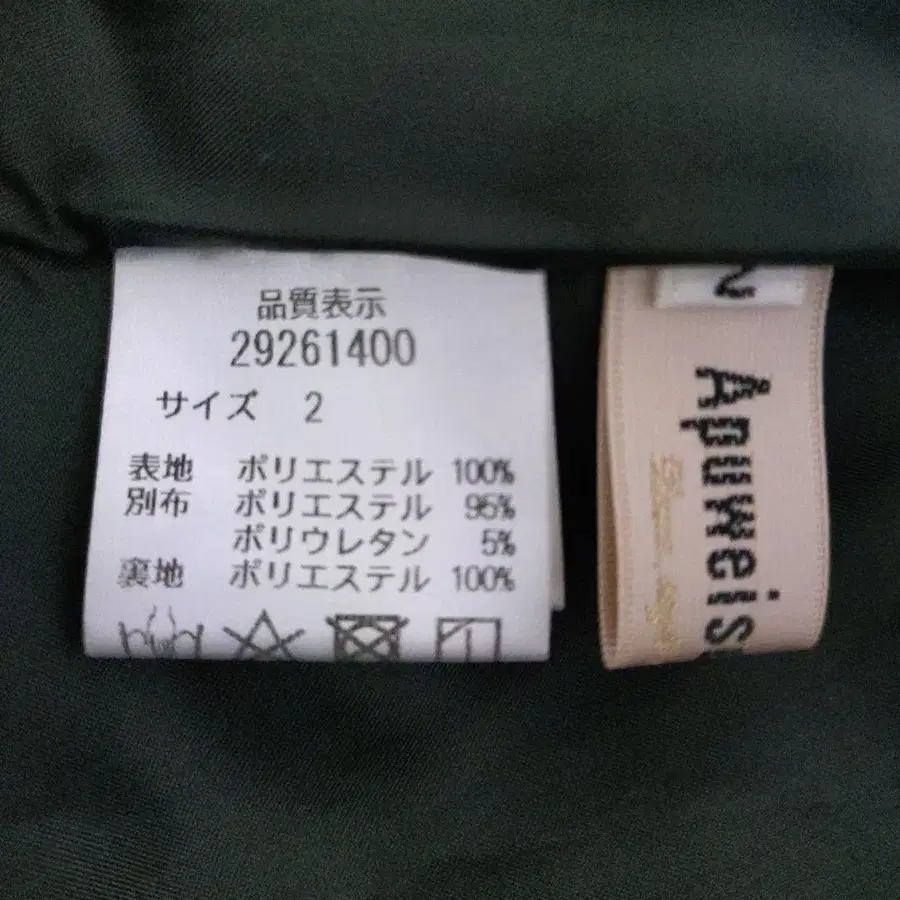 品質表示
29261400
サイズ 2
表地 ポリエステル 100%
別布 ポリエステル 95%
ポリウレタン 5%
裏地 ポリエステル 100%
2
Apuweis